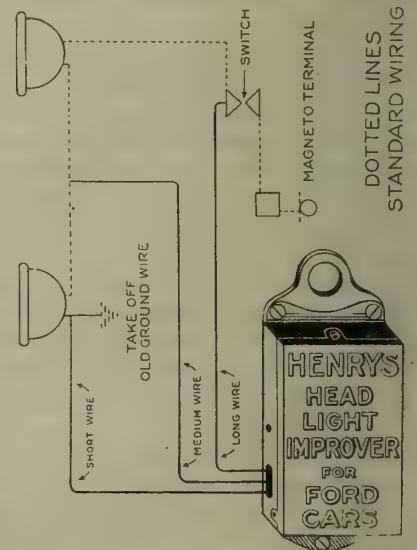 SWITCH
MAGNETO TERMINAL
DOTTED LINES
STANDARD WIRING
TAKE OFF
OLD GROUND WIRE
SHORT WIRE
MEDIUM WIRE
LONG WIRE
HENRYS
HEAD
LIGHT
IMPROVER
FOR
FORD
CARS